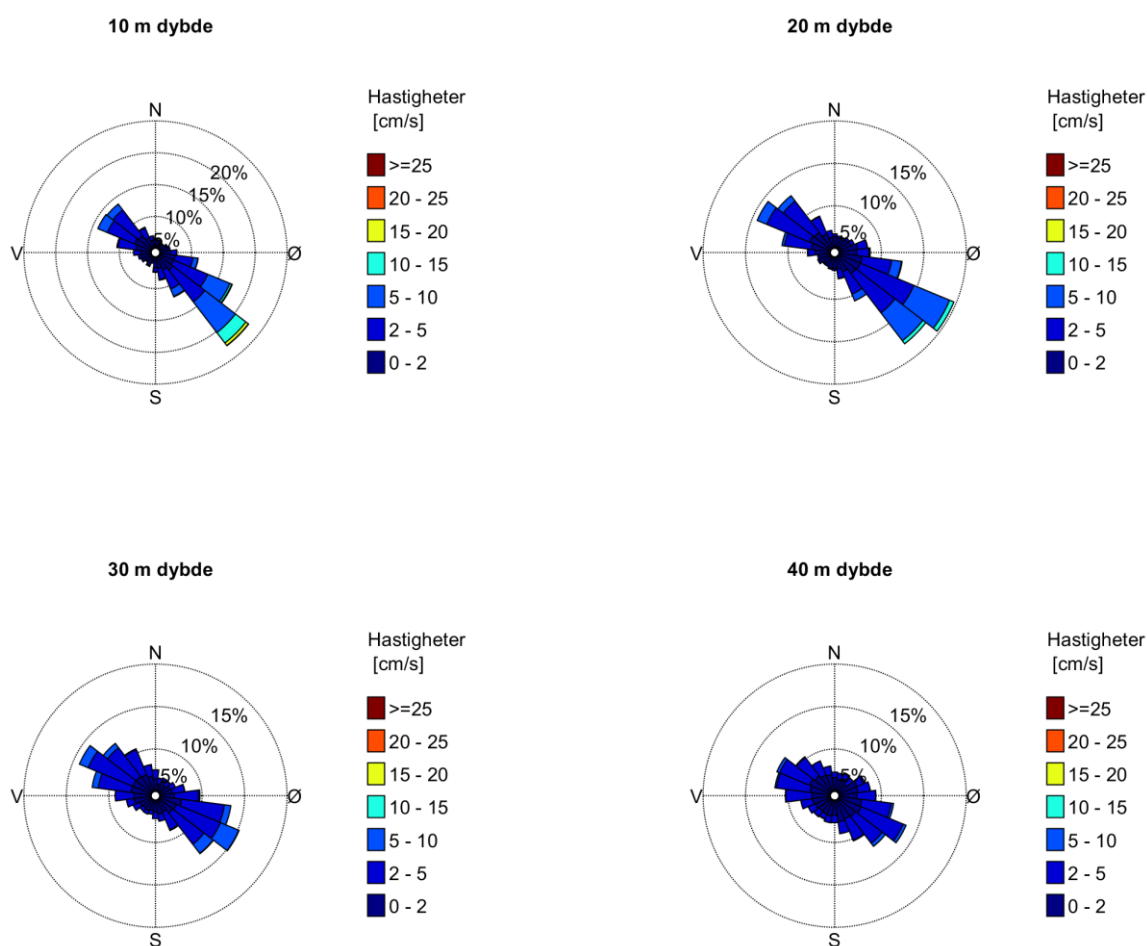 10 m dybde
N
V
Ø
S
20%
15%
10%
5%
Hastigheter
[cm/s]
>=25
20 - 25
15 - 20
10 - 15
5 - 10
2 - 5
0 - 2
20 m dybde
N
V
Ø
S
15%
10%
5%
Hastigheter
[cm/s]
>=25
20 - 25
15 - 20
10 - 15
5 - 10
2 - 5
0 - 2
30 m dybde
N
V
Ø
S
15%
10%
5%
Hastigheter
[cm/s]
>=25
20 - 25
15 - 20
10 - 15
5 - 10
2 - 5
0 - 2
40 m dybde
N
V
Ø
S
15%
10%
5%
Hastigheter
[cm/s]
>=25
20 - 25
15 - 20
10 - 15
5 - 10
2 - 5
0 - 2